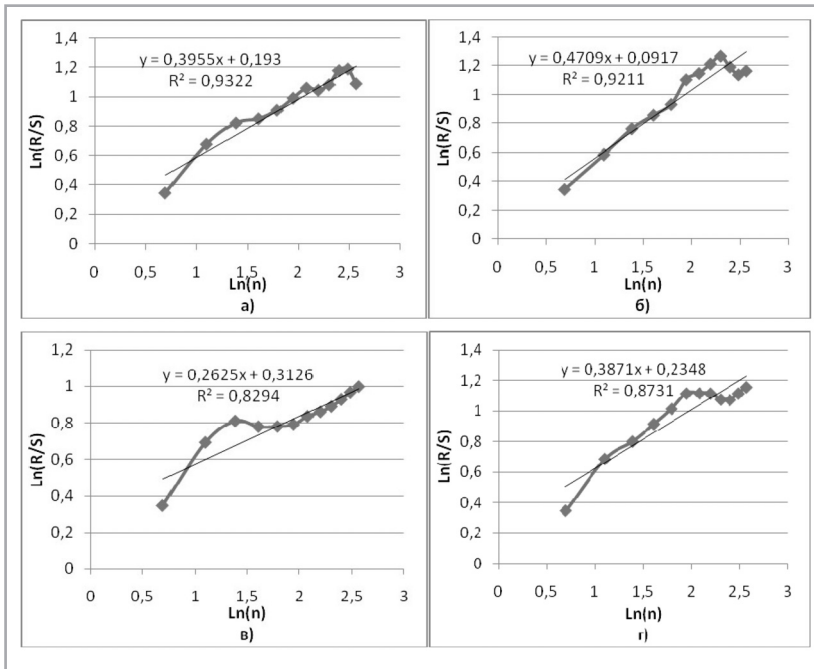 1,4
1,2
1
0,8
0,6
0,4
0,2
0
y = 0,3955x + 0,193
R² = 0,9322
Ln(R/S)
0 0,5 1 1,5 2 2,5 3
Ln(n)
а)
1,4
1,2
1
0,8
0,6
0,4
0,2
0
y = 0,4709x + 0,0917
R² = 0,9211
Ln(R/S)
0 0,5 1 1,5 2 2,5 3
Ln(n)
б)
1,2
1
0,8
0,6
0,4
0,2
0
y = 0,2625x + 0,3126
R² = 0,8294
Ln(R/S)
0 0,5 1 1,5 2 2,5 3
Ln(n)
в)
1,4
1,2
1
0,8
0,6
0,4
0,2
0
y = 0,3871x + 0,2348
R² = 0,8731
Ln(R/S)
0 0,5 1 1,5 2 2,5 3
Ln(n)
г)